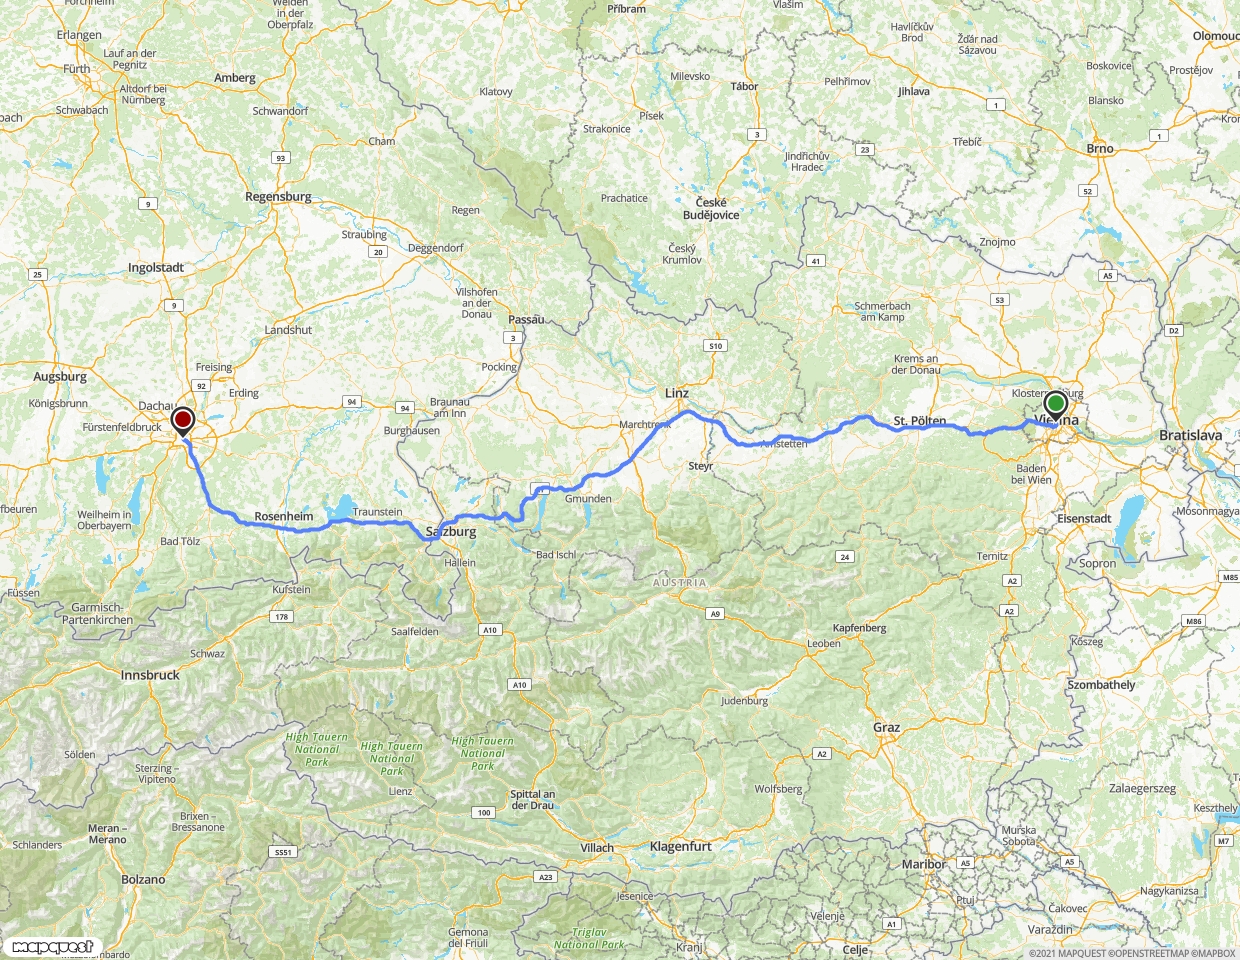 Forchheim
Weiden
in der
Oberpfalz
Příbram
Vlašim
Erlangen
Lauf an der
Pegnitz
Havlíčkův
Brod
Žďár nad
Sázavou
Olomouc
Fürth
Amberg
Milevsko
Tábor
Pelhřimov
Boskovice
Prostějov
Altdorf bei
Nürnberg
Klatovy
Jihlava
Schwabach
Schwandorf
Písek
1
Blansko
Strakonice
3
Cham
Třebíč
1
Brno
23
Jindřichův
Hradec
93
Regensburg
Prachatice
52
9
Regen
České
Budějovice
Straubing
Deggendorf
Znojmo
20
Český
Krumlov
41
Ingolstadt
25
A5
Vilshofen
an der
Donau
S3
9
Schmerbach
am Kamp
Passau
Landshut
D2
3
S10
Krems an
der Donau
Freising
Pocking
Augsburg
92
Erding
Linz
Königsbrunn
Dachau
94
94
Braunau
am Inn
Vienna
Fürstenfeldbruck
Burghausen
Marchtrenk
St. Pölten
Bratislava
Amstetten
Steyr
Baden
bei Wien
Gmunden
Weilheim in
Oberbayern
Rosenheim
Traunstein
Salzburg
Eisenstadt
Mosonmagya
Bad Tölz
Bad Ischl
24
Ternitz
Sopron
Hallein
AUSTRIA
Kufstein
A2
M85
Füssen
Garmisch-
Partenkirchen
178
A9
A2
M86
Saalfelden
A10
Kapfenberg
Kőszeg
Schwaz
Leoben
Innsbruck
A10
Szombathely
Judenburg
Graz
High Tauern
National
Park
High Tauern
National
Park
High Tauern
National
Park
Sölden
A2
Sterzing –
Vipiteno
Lienz
Spittal an
der Drau
Wolfsberg
Zalaegerszeg
Brixen –
Bressanone
100
Keszthely
Meran –
Merano
Murska
Sobota
Schlanders
SS51
Villach
Klagenfurt
M7
Maribor
A5
A5
Bolzano
A23
Nagykanizsa
Jesenice
Ptuj
Čakovec
Velenje
A1
Gemona
del Friuli
Triglav
National Park
Kranj
Celje
Varaždin
mapquest
©2021 MAPQUEST ©OPENSTREETMAP ©MAPBOX